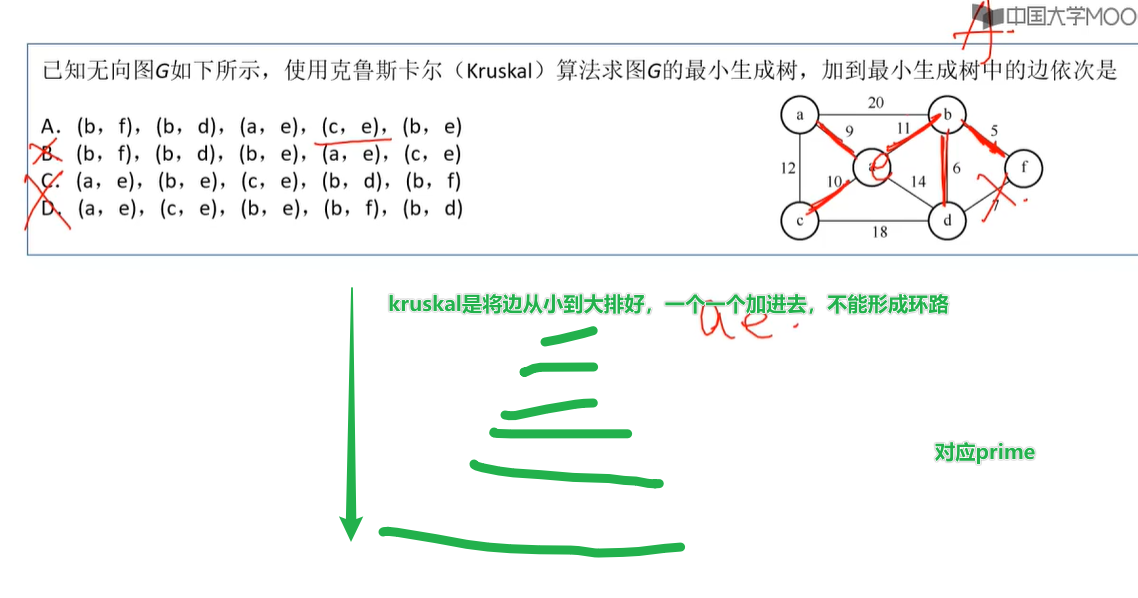 中国大学MOO
A.
已知无向图G如下所示，使用克鲁斯卡尔（Kruskal）算法求图G的最小生成树，加到最小生成树中的边依次是
A. (b, f), (b, d), (a, e), (c, e), (b, e)
B. (b, f), (b, d), (b, e), (a, e), (c, e)
C. (a, e), (b, e), (c, e), (b, d), (b, f)
D. (a, e), (c, e), (b, e), (b, f), (b, d)
a 20 b
9 11 5
12 e 6 f
10 14 7
c 18 d
kruskal是将边从小到大排好，一个一个加进去，不能形成环路
ae.
对应prime